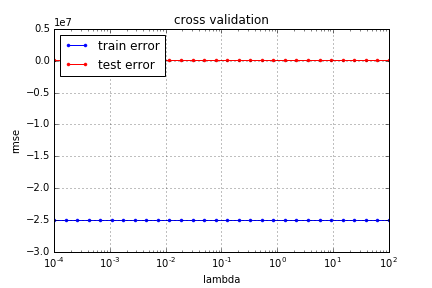 cross validation
1e7
0.5
0.0
−0.5
−1.0
−1.5
−2.0
−2.5
−3.0
rmse
train error
test error
10⁻⁴ 10⁻³ 10⁻² 10⁻¹ 10⁰ 10¹ 10²
lambda